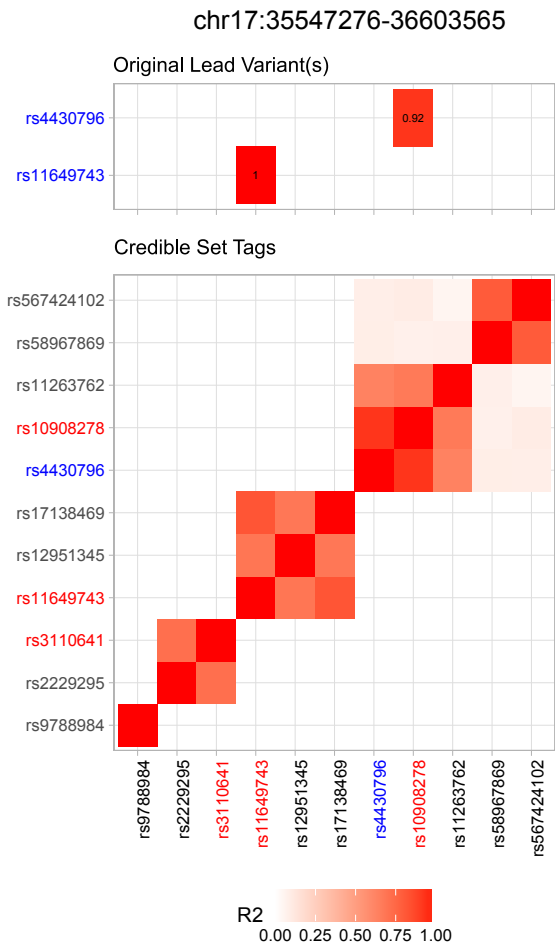 chr17:35547276-36603565
Original Lead Variant(s)
rs4430796
0.92
rs11649743
1
Credible Set Tags
rs567424102
rs58967869
rs11263762
rs10908278
rs4430796
rs17138469
rs12951345
rs11649743
rs3110641
rs2229295
rs9788984
rs9788984
rs2229295
rs3110641
rs11649743
rs12951345
rs17138469
rs4430796
rs10908278
rs11263762
rs58967869
rs567424102
R2
0.00 0.25 0.50 0.75 1.00